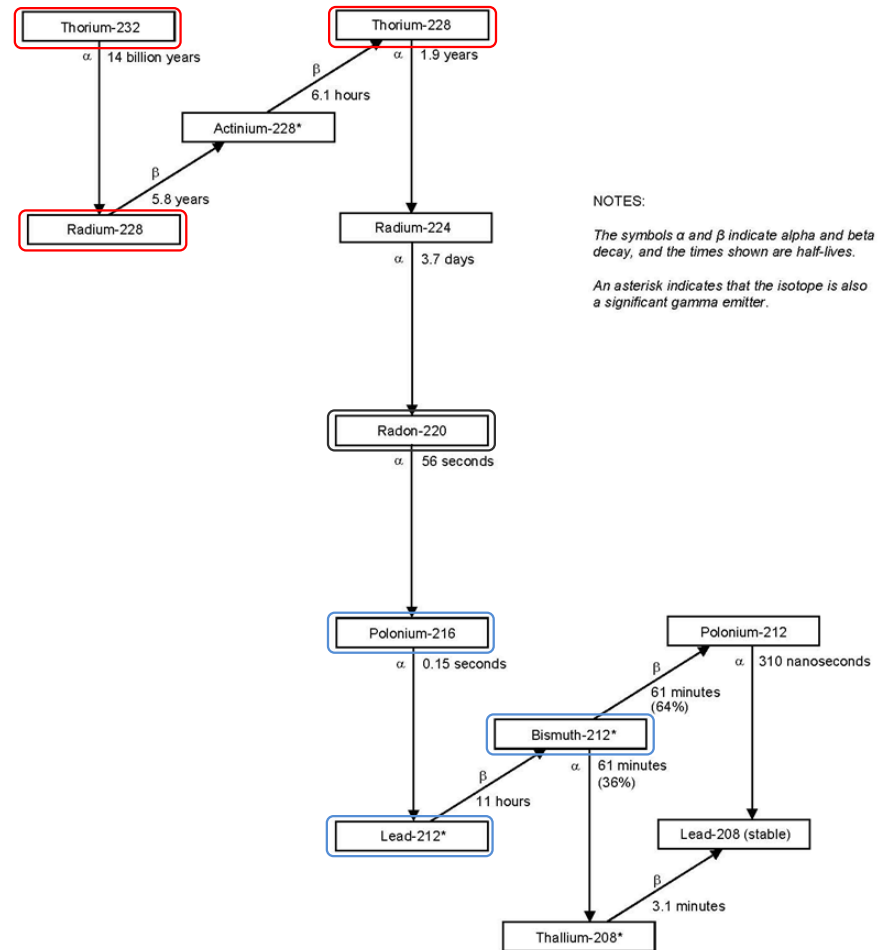 Thorium-232
Thorium-228
α 14 billion years
α 1.9 years
β
6.1 hours
Actinium-228*
β
5.8 years
Radium-228
Radium-224
α 3.7 days
NOTES:
The symbols α and β indicate alpha and beta
decay, and the times shown are half-lives.
An asterisk indicates that the isotope is also
a significant gamma emitter.
Radon-220
α 56 seconds
Polonium-216
Polonium-212
α 0.15 seconds
α 310 nanoseconds
β
61 minutes
(64%)
Bismuth-212*
α 61 minutes
(36%)
β
11 hours
Lead-212*
Lead-208 (stable)
β
3.1 minutes
Thallium-208*